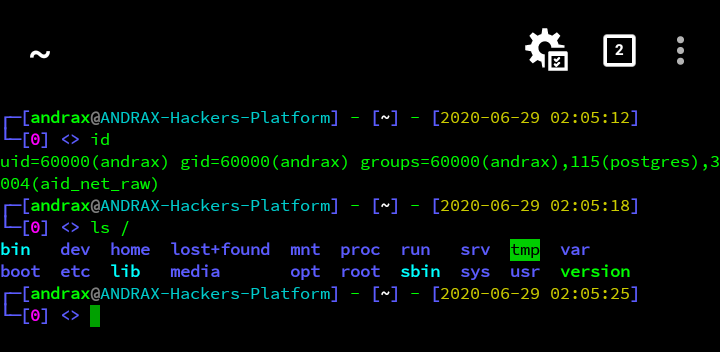 ~
2
┌─[andrax@ANDRAX-Hackers-Platform] - [~] - [2020-06-29 02:05:12]
└─[0] <> id
uid=60000(andrax) gid=60000(andrax) groups=60000(andrax),115(postgres),3
004(aid_net_raw)
┌─[andrax@ANDRAX-Hackers-Platform] - [~] - [2020-06-29 02:05:18]
└─[0] <> ls /
bin dev home lost+found mnt proc run srv tmp var
boot etc lib media opt root sbin sys usr version
┌─[andrax@ANDRAX-Hackers-Platform] - [~] - [2020-06-29 02:05:25]
└─[0] <>